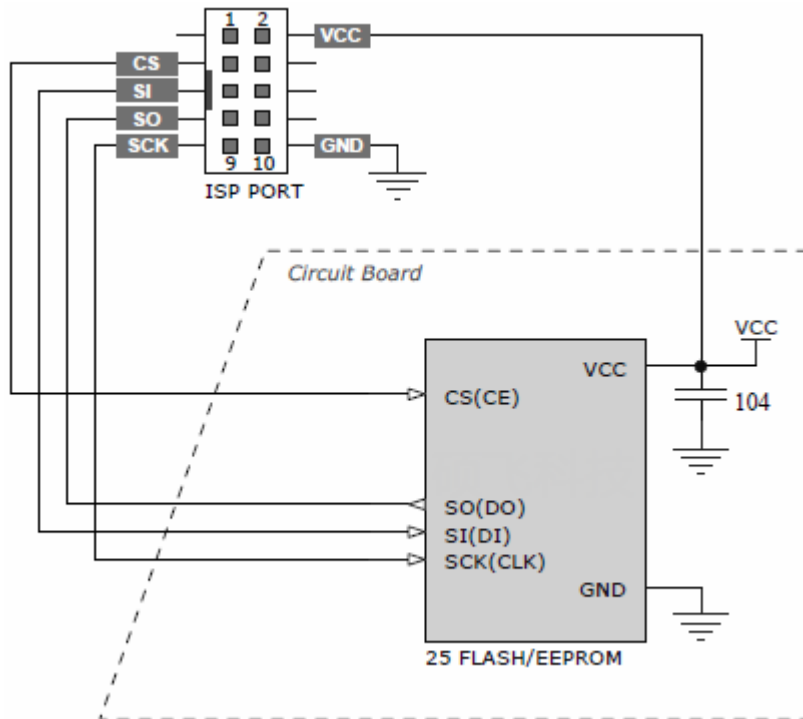 1 2
VCC
CS
SI
SO
SCK
GND
9 10
ISP PORT
Circuit Board
VCC
VCC
CS(CE)
104
SO(DO)
SI(DI)
SCK(CLK)
GND
25 FLASH/EEPROM